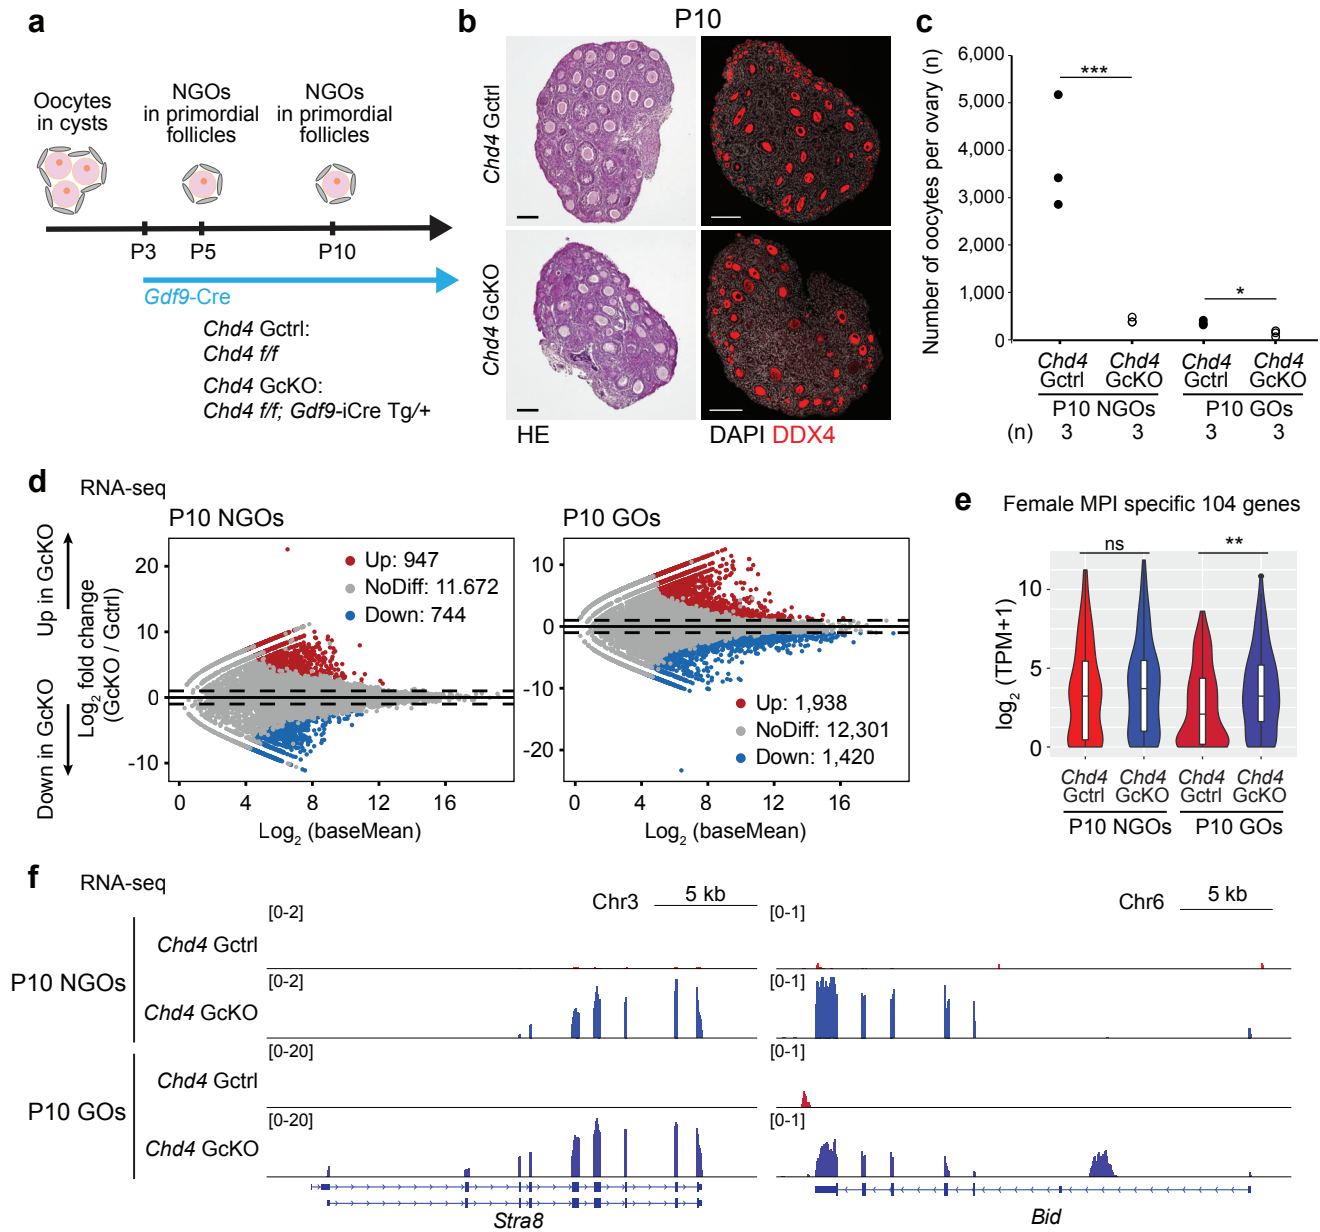 a
Oocytes
in cysts
NGOs
in primordial
follicles
NGOs
in primordial
follicles
P3
P5
P10
Gdf9-Cre
Chd4 Gctrl:
Chd4 f/f
Chd4 GcKO:
Chd4 f/f; Gdf9-iCre Tg/+
b
P10
Chd4 Gctrl
Chd4 GcKO
HE
DAPI DDX4
c
Number of oocytes per ovary (n)
6,000
5,000
4,000
3,000
2,000
1,000
0
***
*
Chd4
Gctrl
Chd4
GcKO
Chd4
Gctrl
Chd4
GcKO
P10 NGOs
P10 GOs
(n) 3 3 3 3
d
RNA-seq
Up in GcKO
Down in GcKO
Log2 fold change
(GcKO / Gctrl)
P10 NGOs
20
10
0
-10
Up: 947
NoDiff: 11.672
Down: 744
0 4 8 12 16
Log2 (baseMean)
P10 GOs
10
0
-10
-20
Up: 1,938
NoDiff: 12,301
Down: 1,420
0 4 8 12 16
Log2 (baseMean)
e
Female MPI specific 104 genes
log2 (TPM+1)
10
5
0
ns
**
Chd4
Gctrl
Chd4
GcKO
Chd4
Gctrl
Chd4
GcKO
P10 NGOs
P10 GOs
f
RNA-seq
Chr3 5 kb
Chr6 5 kb
P10 NGOs
Chd4 Gctrl
[0-2]
[0-1]
Chd4 GcKO
[0-2]
[0-1]
P10 GOs
Chd4 Gctrl
[0-20]
[0-1]
Chd4 GcKO
[0-20]
[0-1]
Stra8
Bid